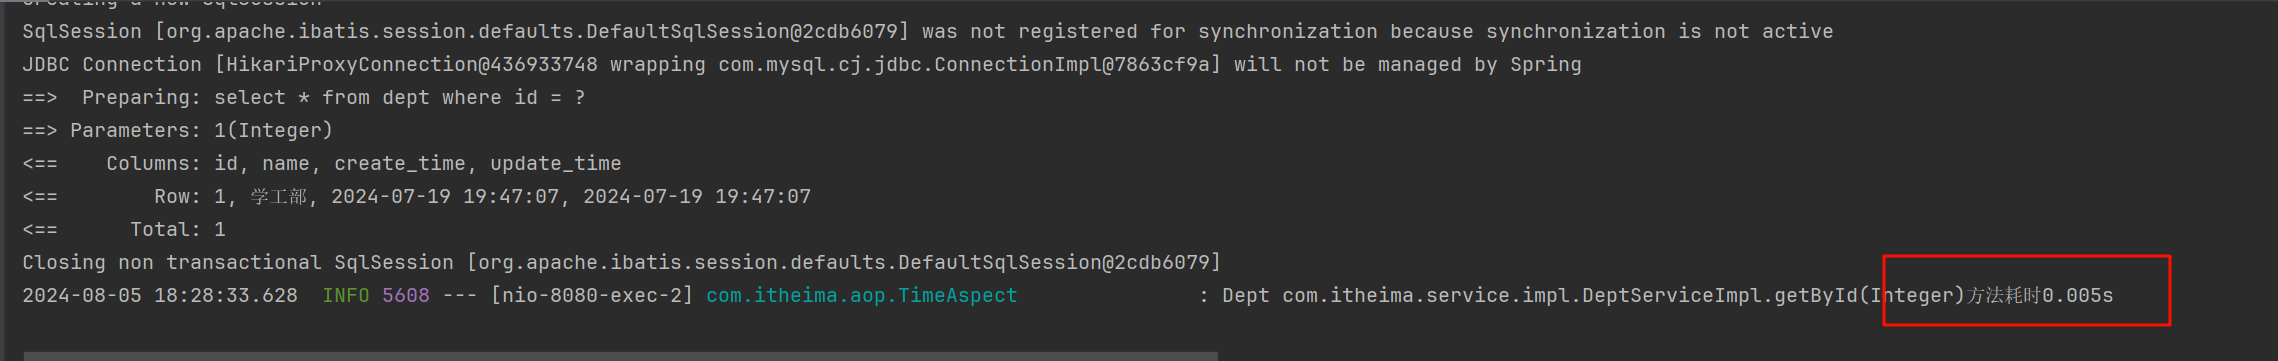 Creating a new SqlSession
SqlSession [org.apache.ibatis.session.defaults.DefaultSqlSession@2cdb6079] was not registered for synchronization because synchronization is not active
JDBC Connection [HikariProxyConnection@436933748 wrapping com.mysql.cj.jdbc.ConnectionImpl@7863cf9a] will not be managed by Spring
==>  Preparing: select * from dept where id = ?
==> Parameters: 1(Integer)
<==    Columns: id, name, create_time, update_time
<==        Row: 1, 学工部, 2024-07-19 19:47:07, 2024-07-19 19:47:07
<==      Total: 1
Closing non transactional SqlSession [org.apache.ibatis.session.defaults.DefaultSqlSession@2cdb6079]
2024-08-05 18:28:33.628  INFO 5608 --- [nio-8080-exec-2] com.itheima.aop.TimeAspect               : Dept com.itheima.service.impl.DeptServiceImpl.getById(Integer)方法耗时0.005s